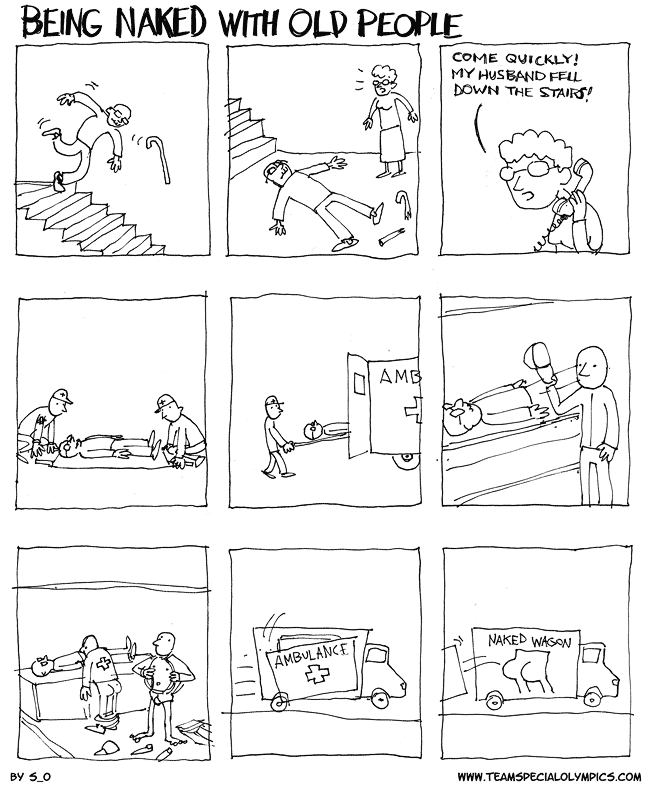 BEING NAKED WITH OLD PEOPLE
COME QUICKLY!
MY HUSBAND FELL
DOWN THE STAIRS!
AMB
AMBULANCE
NAKED WAGON
BY S_O
WWW.TEAMSPECIALOLYMPICS.COM